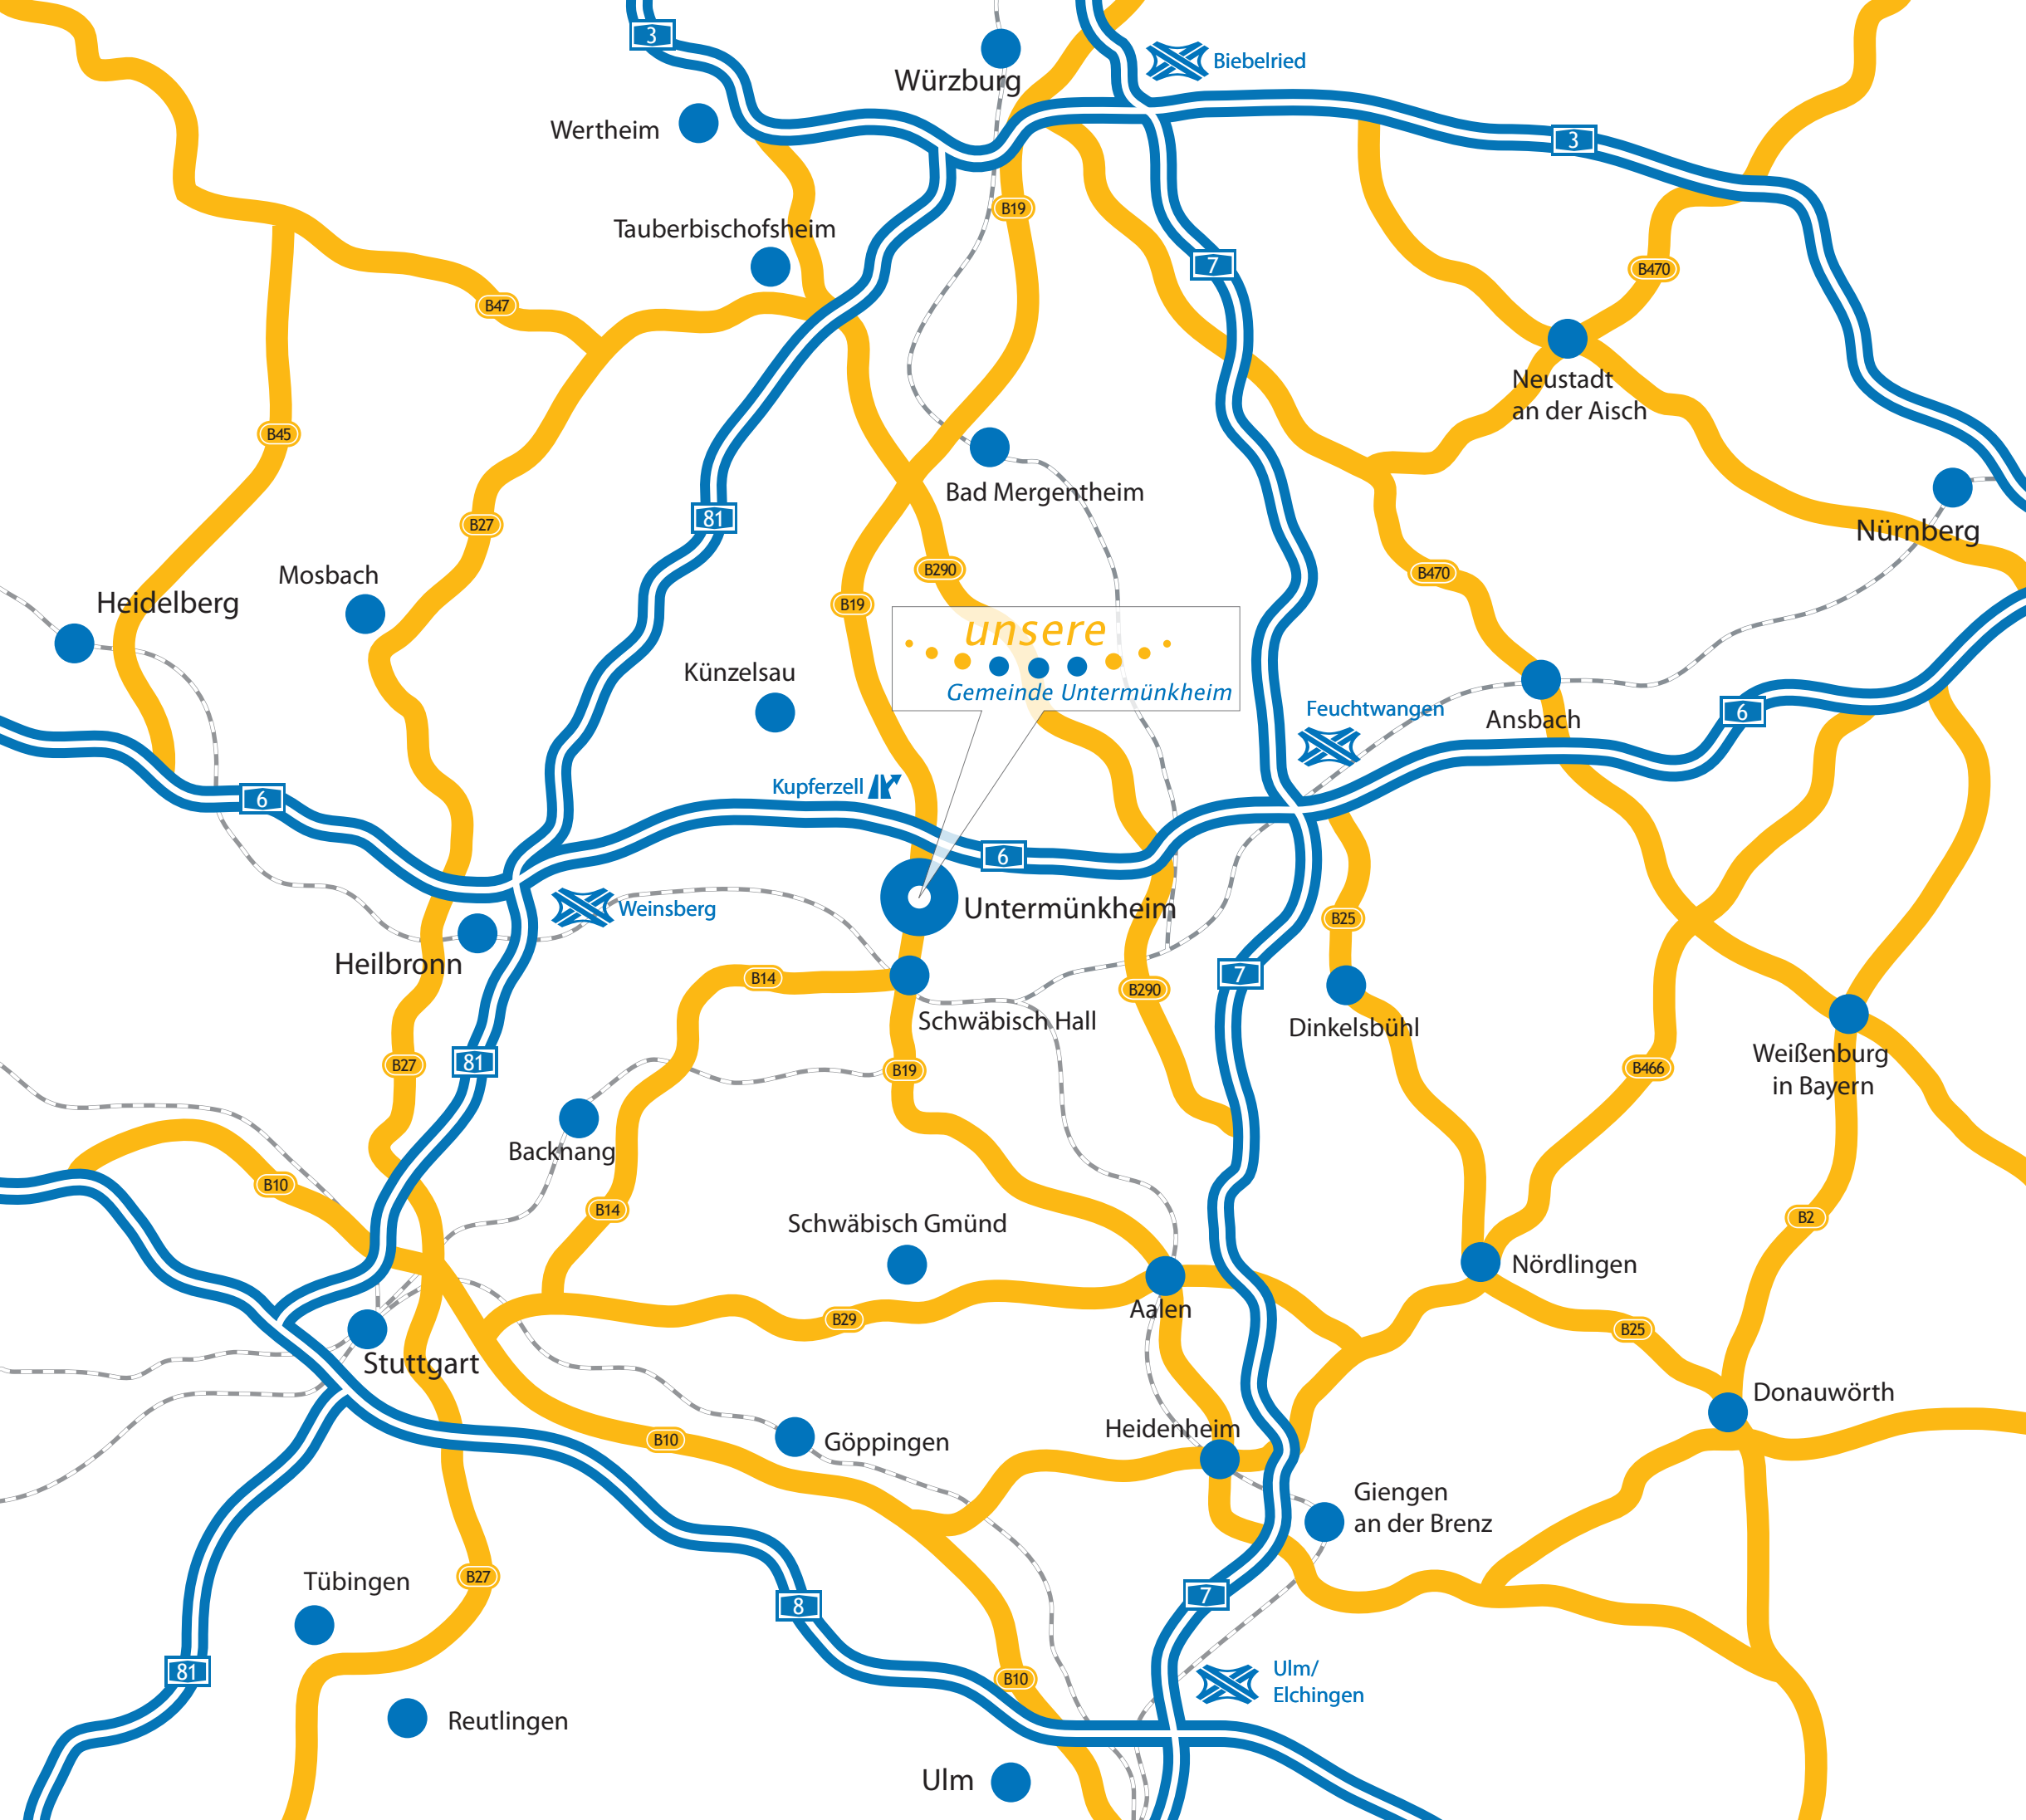 3
Würzburg
Biebelried
Wertheim
3
B19
Tauberbischofsheim
7
B470
B47
Neustadt
an der Aisch
B45
Bad Mergentheim
81
B27
Nürnberg
Mosbach
B290
B470
Heidelberg
B19
unsere
Gemeinde Untermünkheim
Künzelsau
Feuchtwangen
Ansbach
6
Kupferzell
6
6
Weinsberg
Untermünkheim
B25
Heilbronn
B14
7
B290
Schwäbisch Hall
Dinkelsbühl
81
B27
B19
B466
Weißenburg
in Bayern
Backnang
B10
B14
Schwäbisch Gmünd
B2
Nördlingen
Aalen
B29
B25
Stuttgart
Donauwörth
B10
Göppingen
Heidenheim
Giengen
an der Brenz
Tübingen
B27
8
7
81
B10
Ulm/
Elchingen
Reutlingen
Ulm